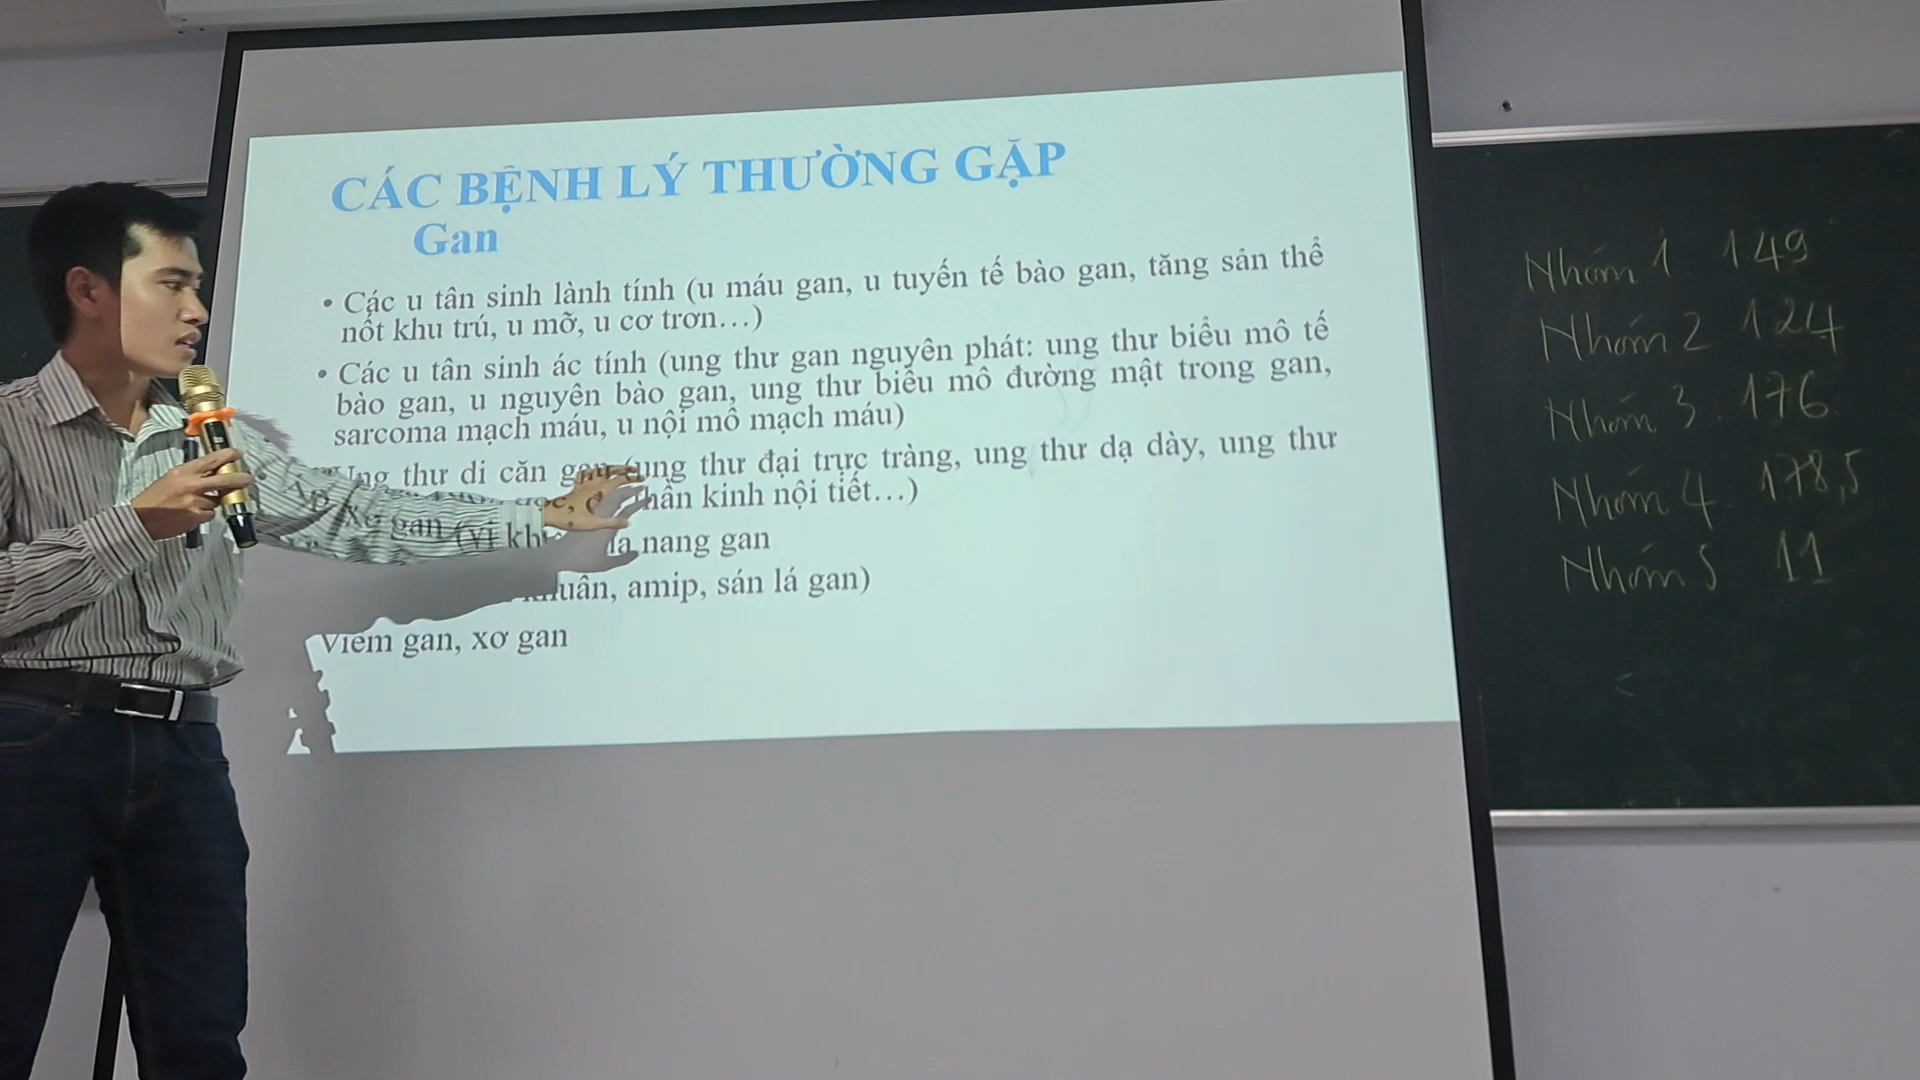 CÁC BỆNH LÝ THƯỜNG GẶP
Gan
• Các u tân sinh lành tính (u máu gan, u tuyến tế bào gan, tăng sản thể
nốt khu trú, u mỡ, u cơ trơn...)
• Các u tân sinh ác tính (ung thư gan nguyên phát: ung thư biểu mô tế
bào gan, u nguyên bào gan, ung thư biểu mô đường mật trong gan,
sarcoma mạch máu, u nội mô mạch máu)
thư di căn gan (ung thư đại trực tràng, ung thư dạ dày, ung thư
thần kinh nội tiết...)
nang gan
amip, sán lá gan)
Viêm gan, xơ gan
Nhóm 1 149
Nhóm 2 124
Nhóm 3. 176
Nhóm 4 178,5
Nhóm 5 11